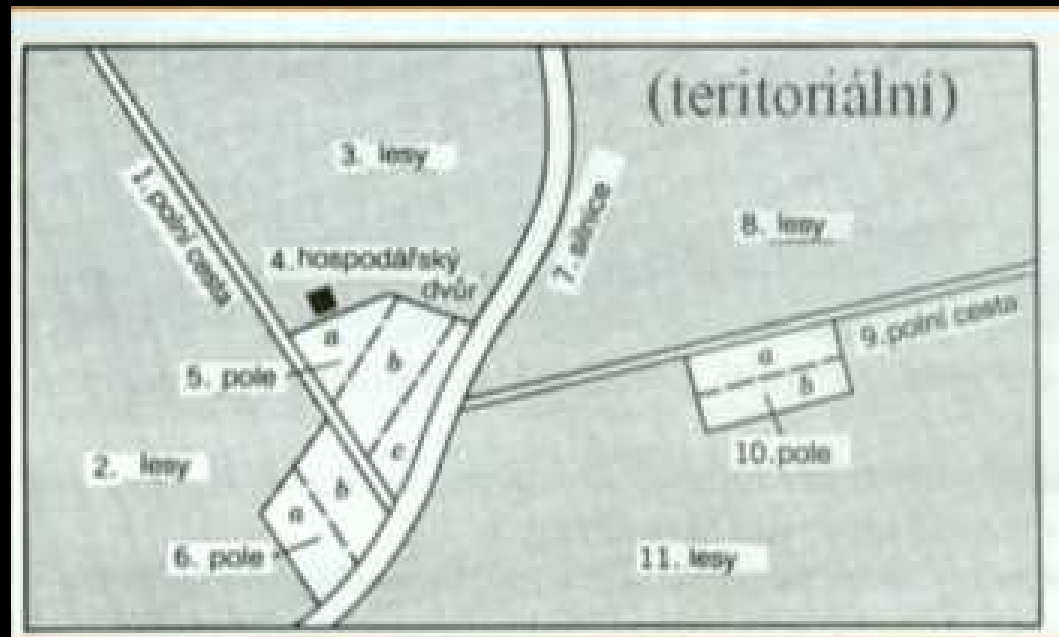 (teritoriální)
3. lesy
1. polní cesta
7. silnice
8. lesy
4. hospodářský
dvůr
a
b
5. pole
c
9. polní cesta
a
b
10. pole
2. lesy
b
a
6. pole
11. lesy